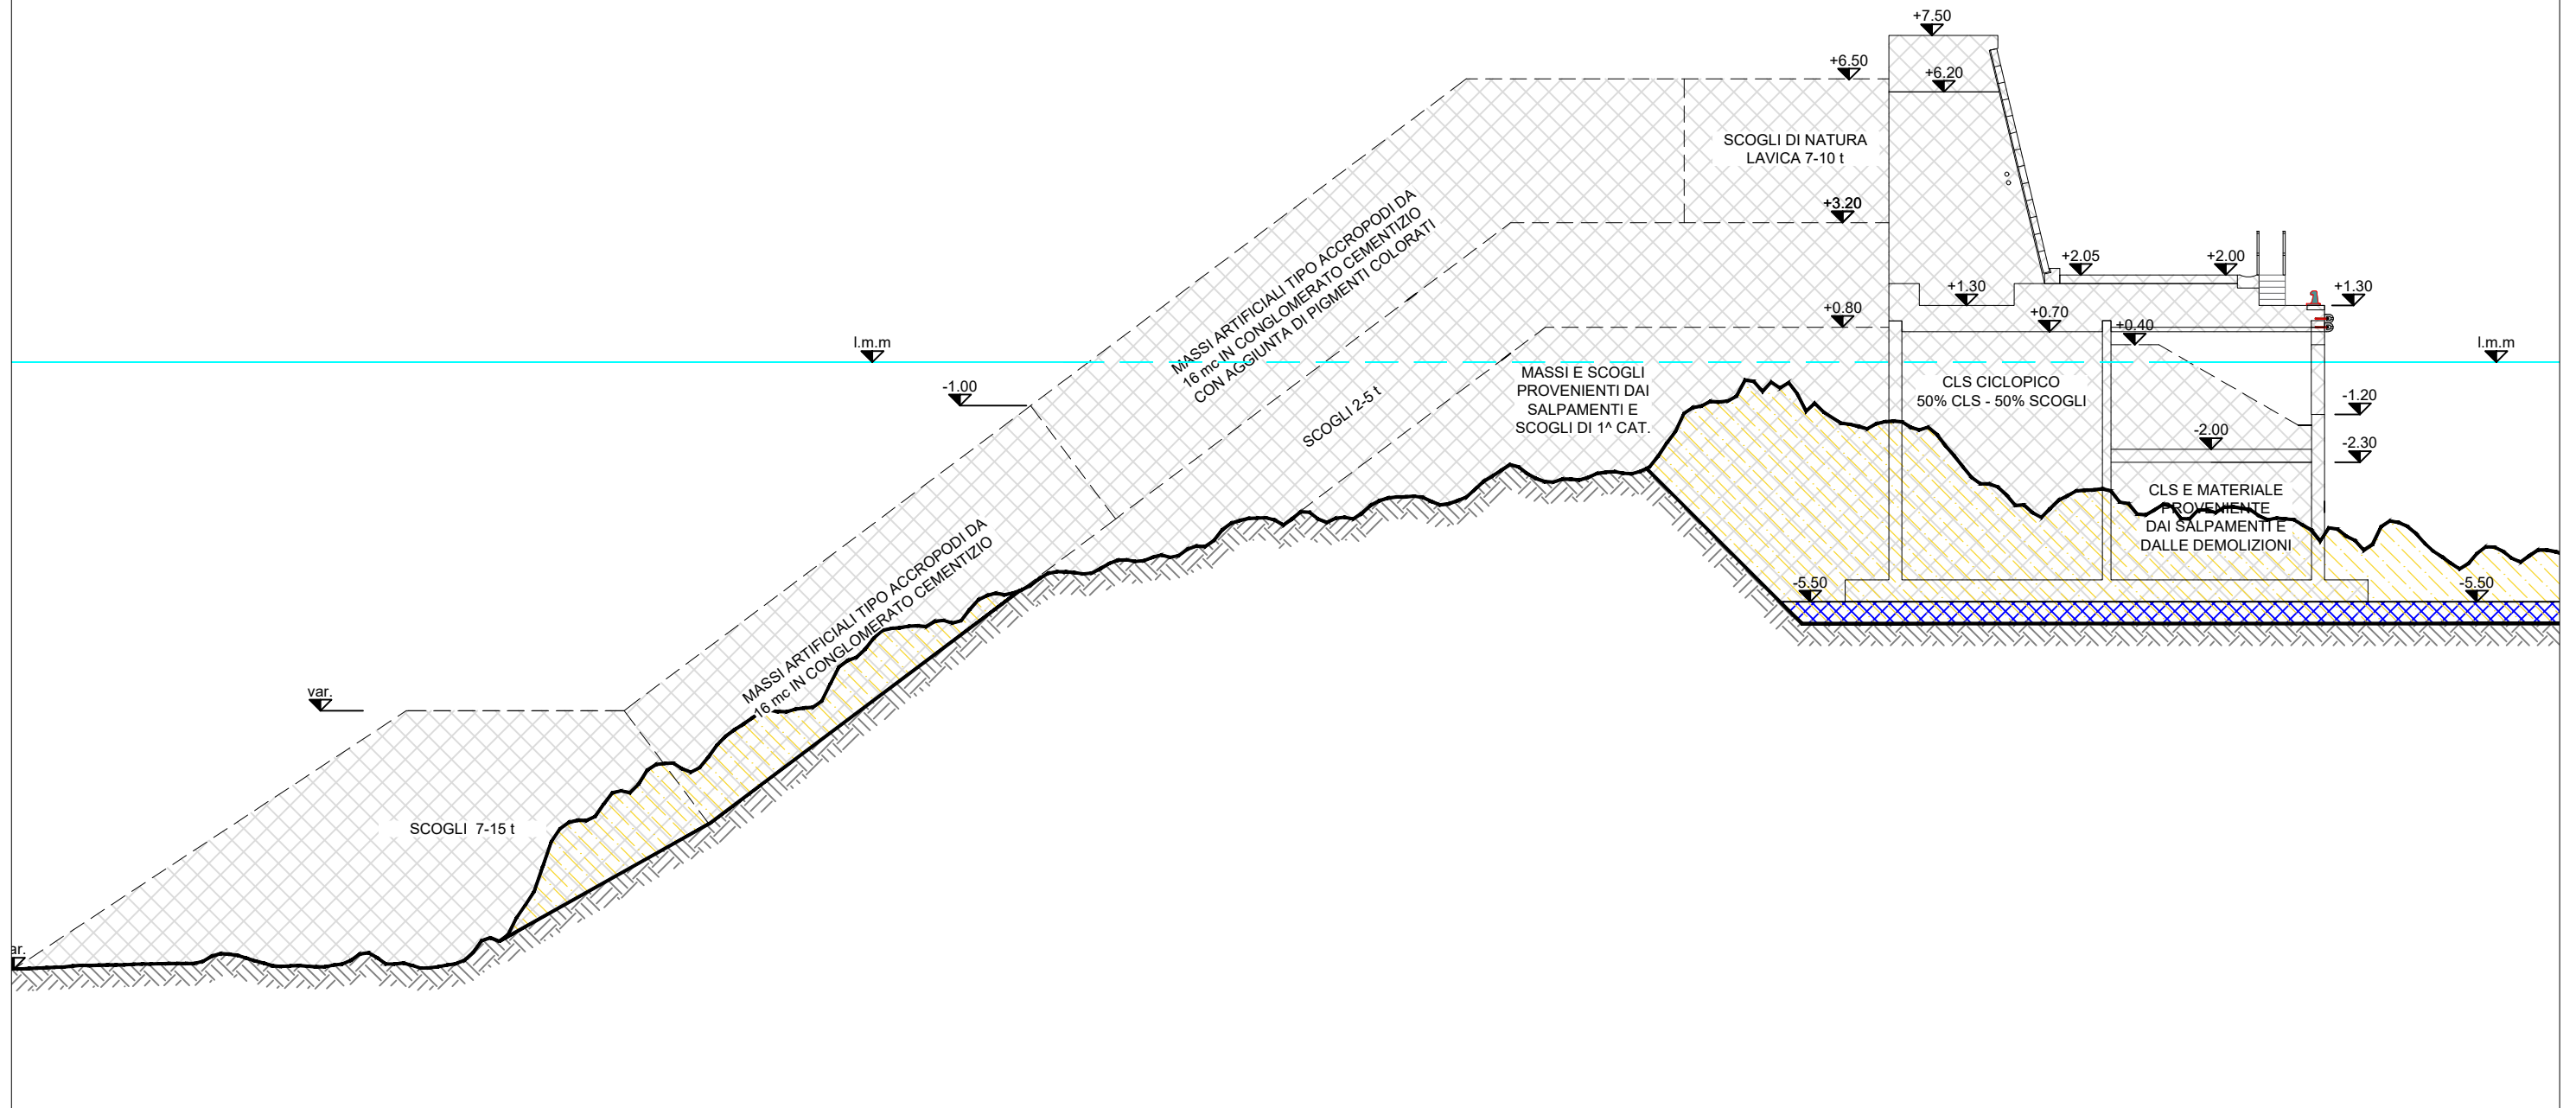 +7.50
+6.50
+6.20
SCOGLI DI NATURA
LAVICA 7-10 t
+3.20
MASSI ARTIFICIALI TIPO ACCROPODI DA
16 mc IN CONGLOMERATO CEMENTIZIO
CON AGGIUNTA DI PIGMENTI COLORATI
+2.05
+2.00
+1.30
+1.30
+0.80
+0.70
+0.40
l.m.m
l.m.m
-1.00
SCOGLI 2-5 t
MASSI E SCOGLI
PROVENIENTI DAI
SALPAMENTI E
SCOGLI DI 1^ CAT.
CLS CICLOPICO
50% CLS - 50% SCOGLI
-1.20
-2.00
-2.30
CLS E MATERIALE
PROVENIENTE
DAI SALPAMENTI E
DALLE DEMOLIZIONI
-5.50
-5.50
MASSI ARTIFICIALI TIPO ACCROPODI DA
16 mc IN CONGLOMERATO CEMENTIZIO
var.
SCOGLI  7-15 t
ar.